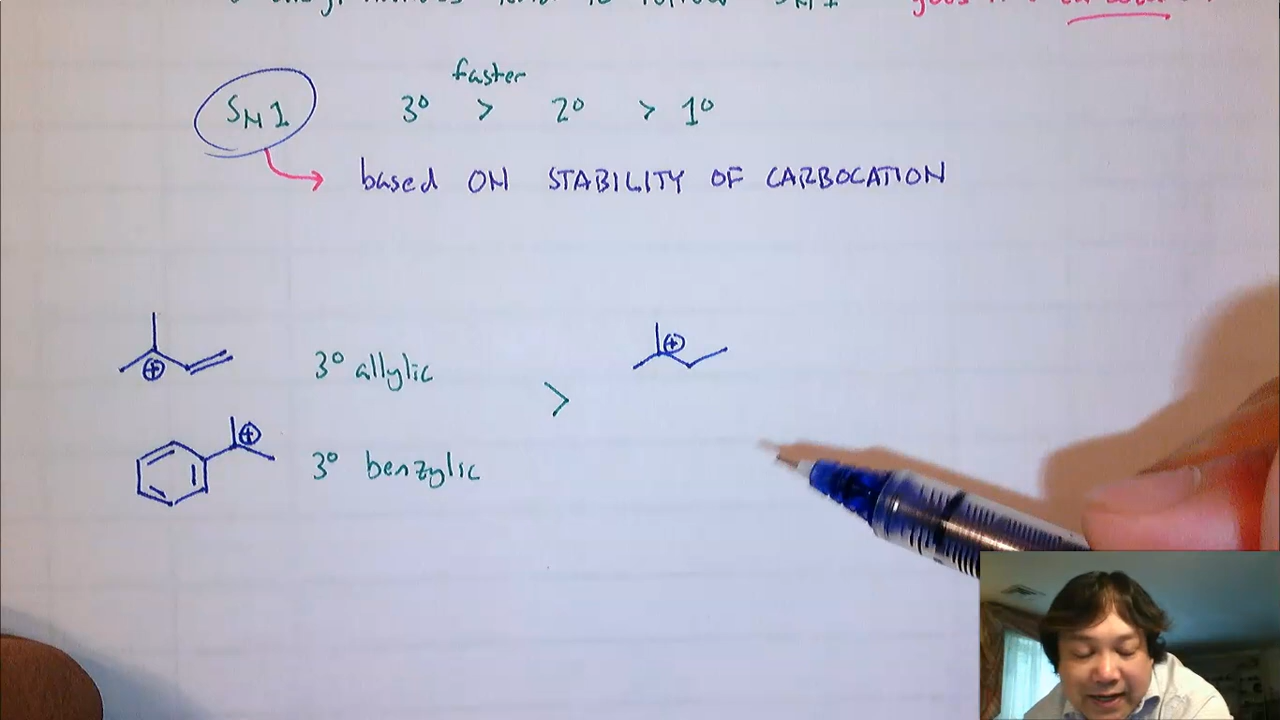 SN1 3° > faster 2° > 1°
based ON STABILITY OF CARBOCATION
⊕ 3° allylic > ⊕
⊕ 3° benzylic